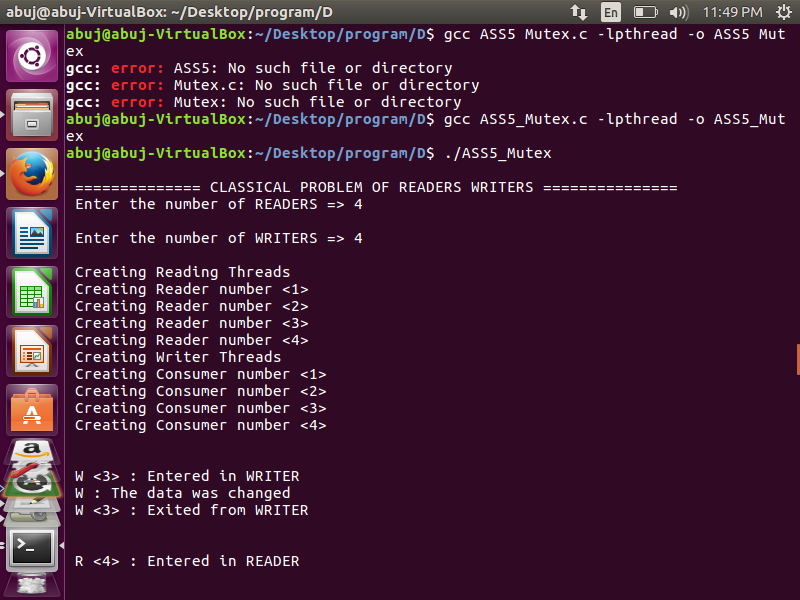 abuj@abuj-VirtualBox: ~/Desktop/program/D
En
11:49 PM
abuj@abuj-VirtualBox:~/Desktop/program/D$ gcc ASS5 Mutex.c -lpthread -o ASS5 Mut
ex
gcc: error: ASS5: No such file or directory
gcc: error: Mutex.c: No such file or directory
gcc: error: Mutex: No such file or directory
abuj@abuj-VirtualBox:~/Desktop/program/D$ gcc ASS5_Mutex.c -lpthread -o ASS5_Mut
ex
abuj@abuj-VirtualBox:~/Desktop/program/D$ ./ASS5_Mutex
============== CLASSICAL PROBLEM OF READERS WRITERS ===============
Enter the number of READERS => 4
Enter the number of WRITERS => 4
Creating Reading Threads
Creating Reader number <1>
Creating Reader number <2>
Creating Reader number <3>
Creating Reader number <4>
Creating Writer Threads
Creating Consumer number <1>
Creating Consumer number <2>
Creating Consumer number <3>
Creating Consumer number <4>
W <3> : Entered in WRITER
W : The data was changed
W <3> : Exited from WRITER
R <4> : Entered in READER